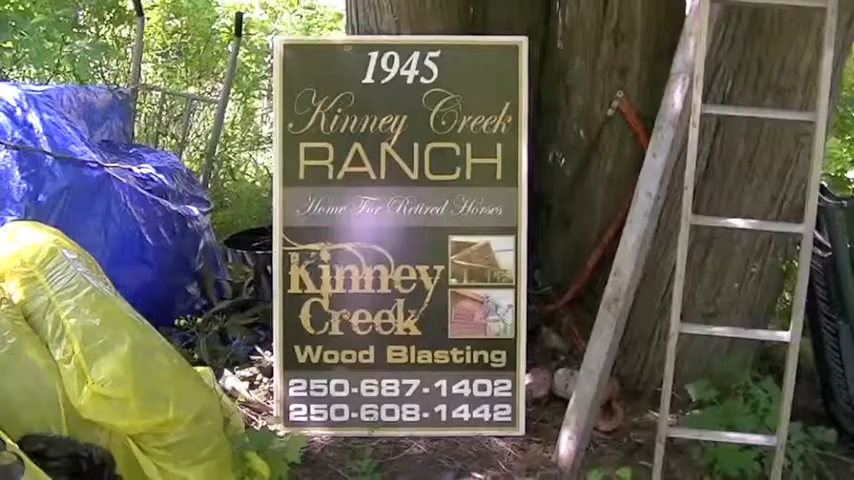 1945
Kinney Creek
RANCH
Home For Retired Horses
Kinney
Creek
Wood Blasting
250-687-1402
250-608-1442